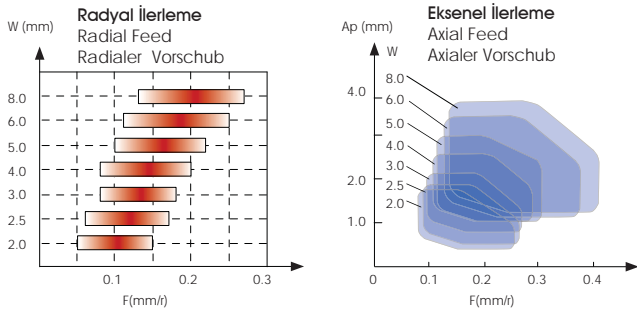 W (mm)
Radyal İlerleme
Radial Feed
Radialer Vorschub
8.0
6.0
5.0
4.0
3.0
2.5
2.0
0.1
0.2
0.3
F(mm/r)
Ap (mm)
Eksenel İlerleme
Axial Feed
Axialer Vorschub
W
8.0
6.0
5.0
4.0
3.0
2.5
2.0
4.0
2.0
1.0
0
0.1
0.2
0.3
0.4
F(mm/r)